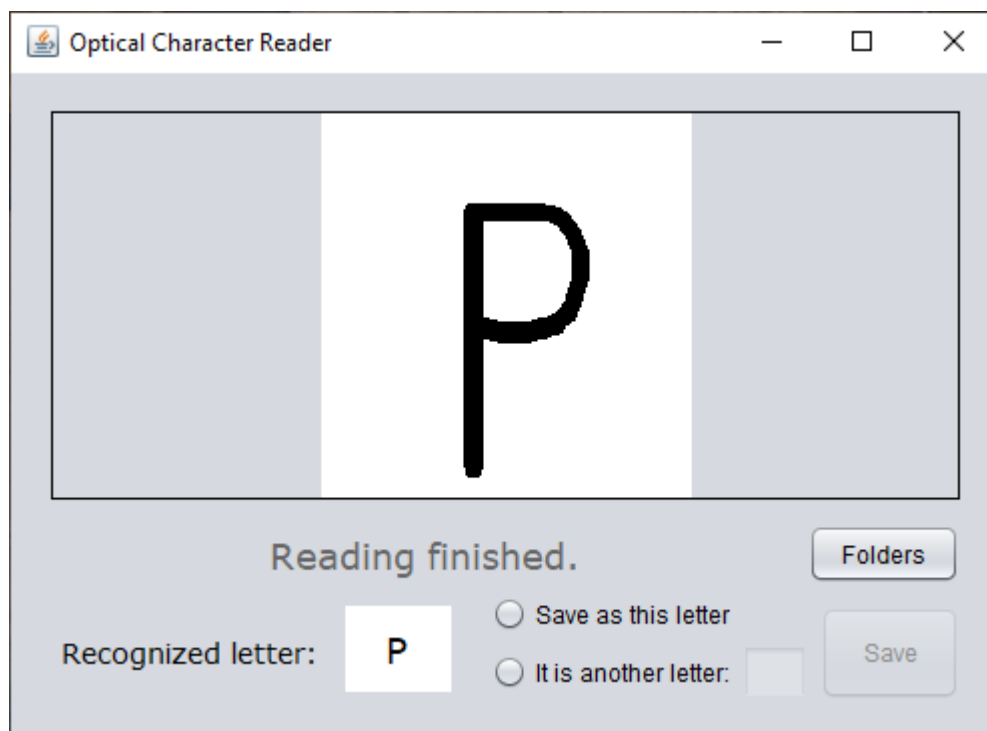 Optical Character Reader
P
Reading finished.
Folders
Recognized letter:
P
Save as this letter
It is another letter:
Save